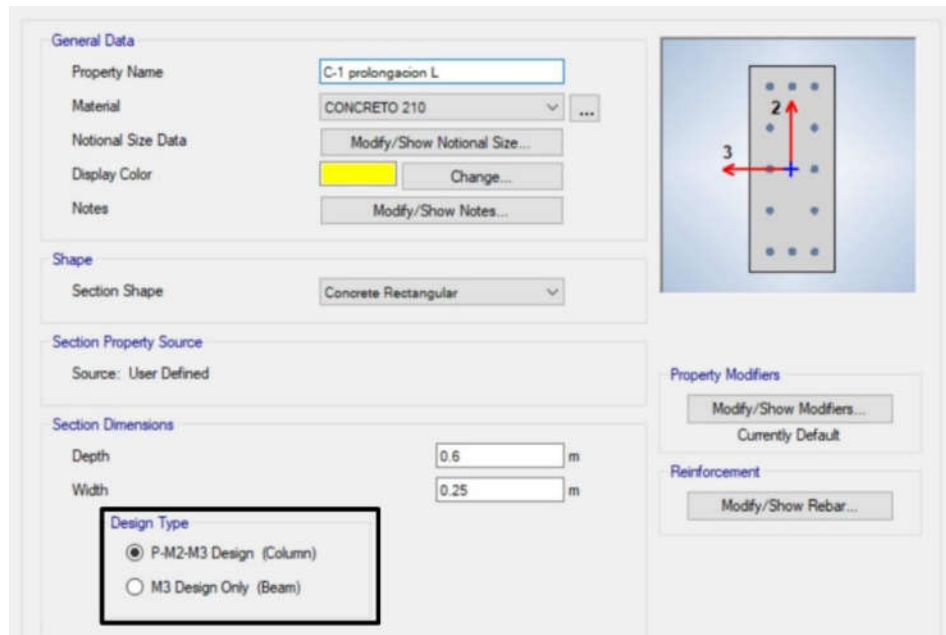 General Data
Property Name C-1 prolongacion L
Material CONCRETO 210 ...
Notional Size Data Modify/Show Notional Size...
Display Color Change...
Notes Modify/Show Notes...
2
3
Shape
Section Shape Concrete Rectangular
Section Property Source
Source: User Defined
Property Modifiers
Modify/Show Modifiers...
Currently Default
Section Dimensions
Depth 0.6 m
Width 0.25 m
Reinforcement
Modify/Show Rebar...
Design Type
P-M2-M3 Design (Column)
M3 Design Only (Beam)